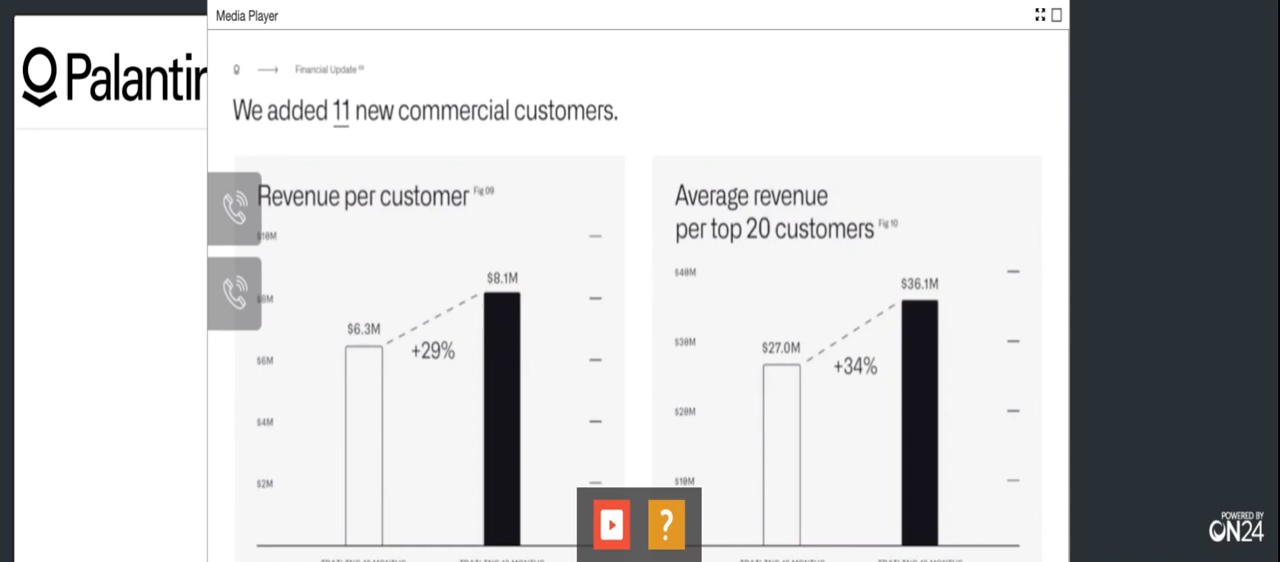 Media Player
Palantir
Financial Update
We added 11 new commercial customers.
Revenue per customer Fig 09
$10M
$8M
$6M
$4M
$2M
$6.3M
+29%
$8.1M
Average revenue
per top 20 customers Fig 10
$40M
$30M
$20M
$10M
$27.0M
+34%
$36.1M
?
POWERED BY
ON24